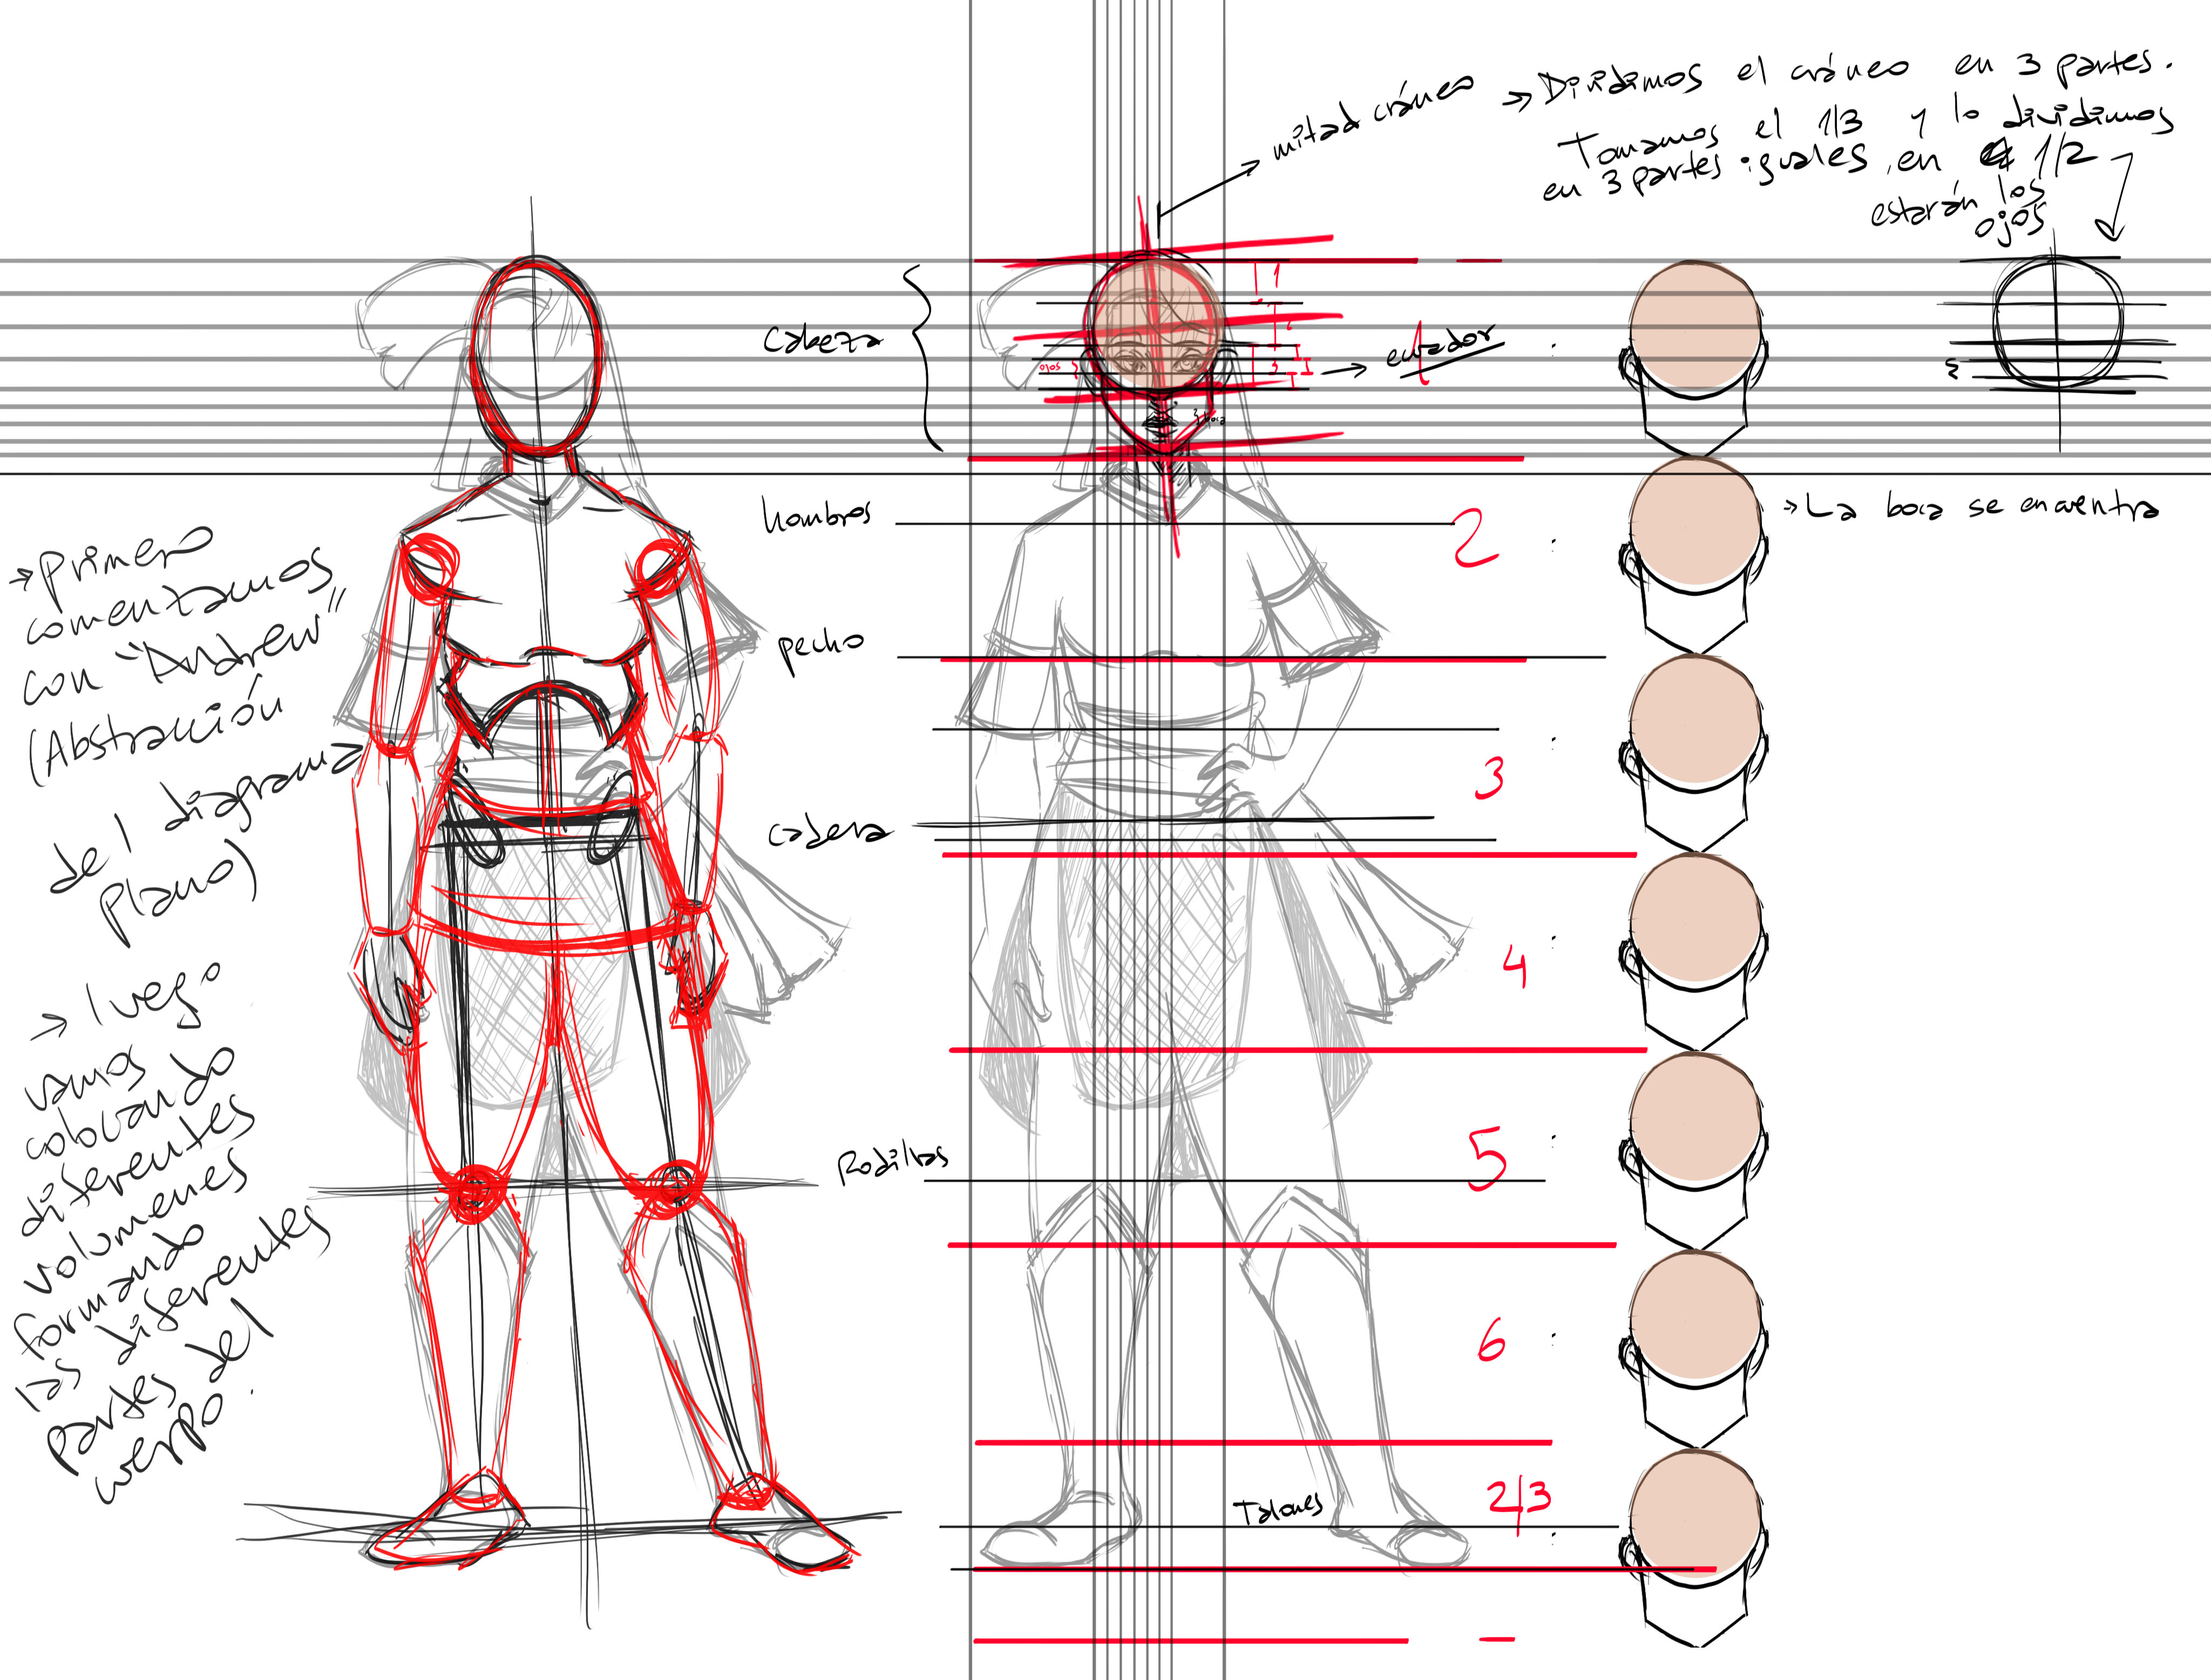 mitad cráneo → Dividimos el cráneo en 3 partes.
Tomamos el 1/3 y lo dividimos
en 3 partes iguales, en 1/2
estarán los
ojos
Cabeza
1
2
3
ojos
boca
ecuador
1
hombros
2
→ La boca se encuentra
pecho
3
cadera
4
Rodillas
5
6
Talones
2/3
→ Primero
comenzamos
con "Andrew"
(Abstracción
del diagrama
plano)
→ luego
vamos
colocando
diferentes
volumenes
formando
las diferentes
partes del
cuerpo.